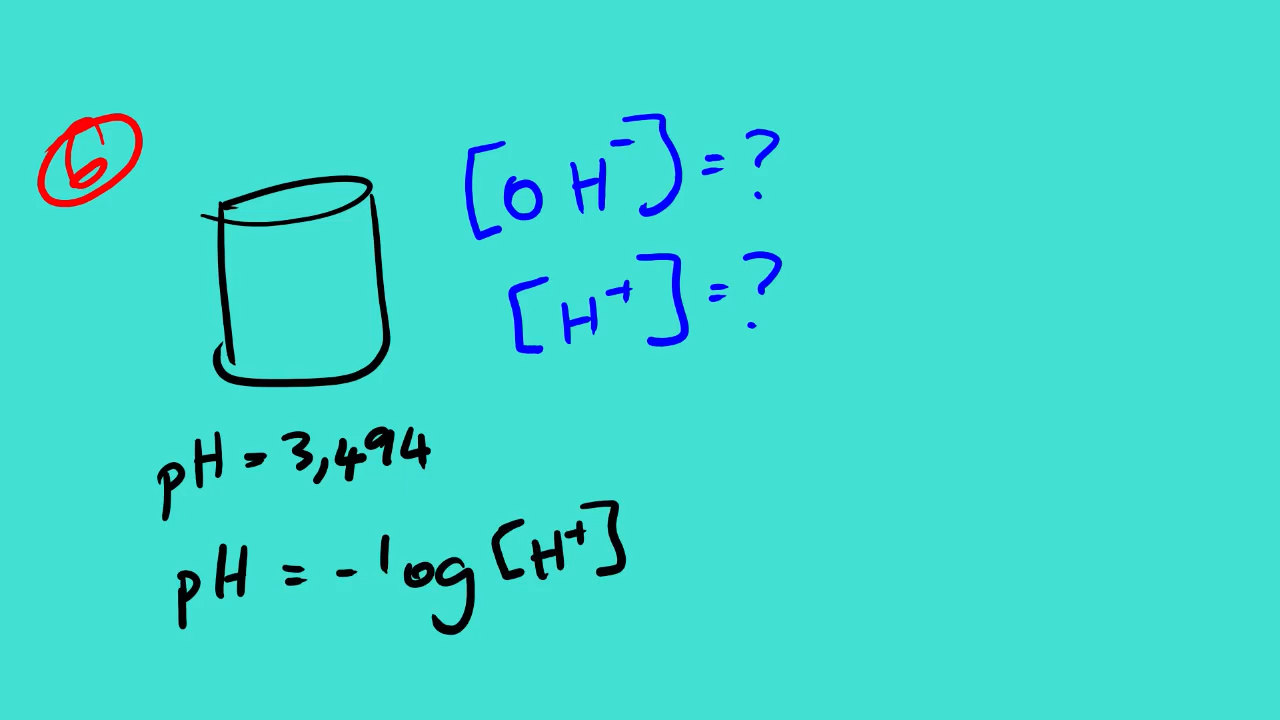 6
[OH⁻] = ?
[H⁺] = ?
pH = 3,494
pH = -log [H⁺]